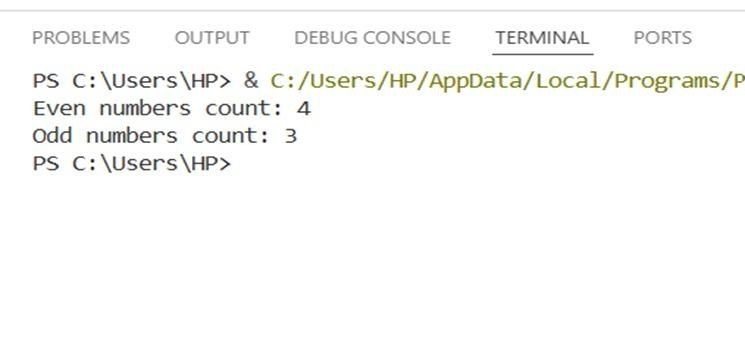 PROBLEMS OUTPUT DEBUG CONSOLE TERMINAL PORTS
PS C:\Users\HP> & C:/Users/HP/AppData/Local/Programs/P
Even numbers count: 4
Odd numbers count: 3
PS C:\Users\HP>